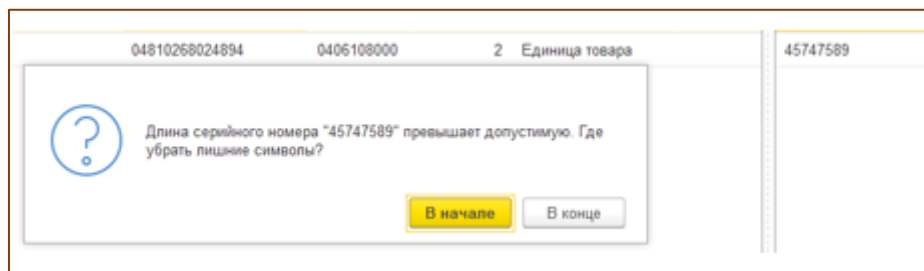 04810268024894 0406108000 2 Единица товара 45747589
Длина серийного номера "45747589" превышает допустимую. Где
убрать лишние символы?
В начале В конце